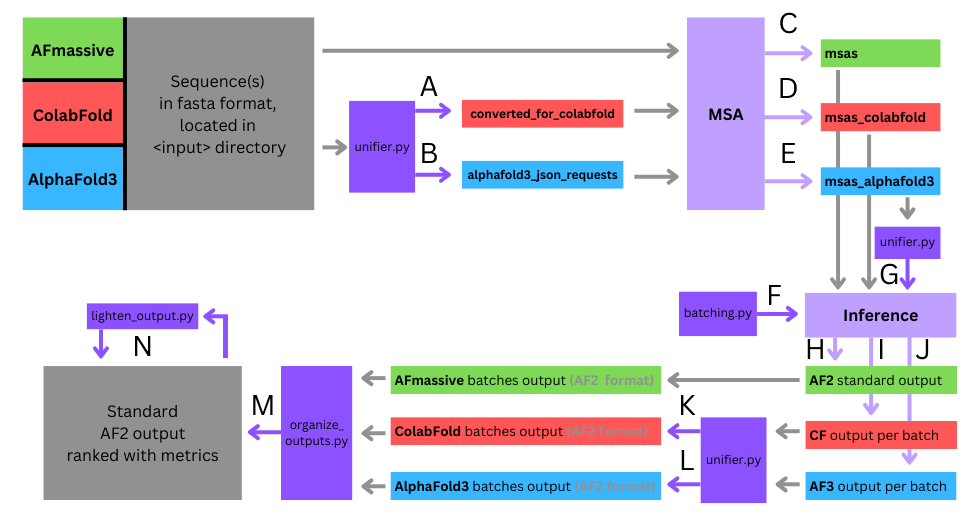 AFmassive
ColabFold
AlphaFold3
Sequence(s)
in fasta format,
located in
<input> directory
unifier.py
A
B
converted_for_colabfold
alphafold3_json_requests
MSA
C
D
E
msas
msas_colabfold
msas_alphafold3
unifier.py
G
batching.py
F
Inference
H
I
J
AF2 standard output
CF output per batch
AF3 output per batch
unifier.py
K
L
AFmassive batches output (AF2 format)
ColabFold batches output (AF2 format)
AlphaFold3 batches output (AF2 format)
organize_
outputs.py
M
lighten_output.py
N
Standard
AF2 output
ranked with metrics